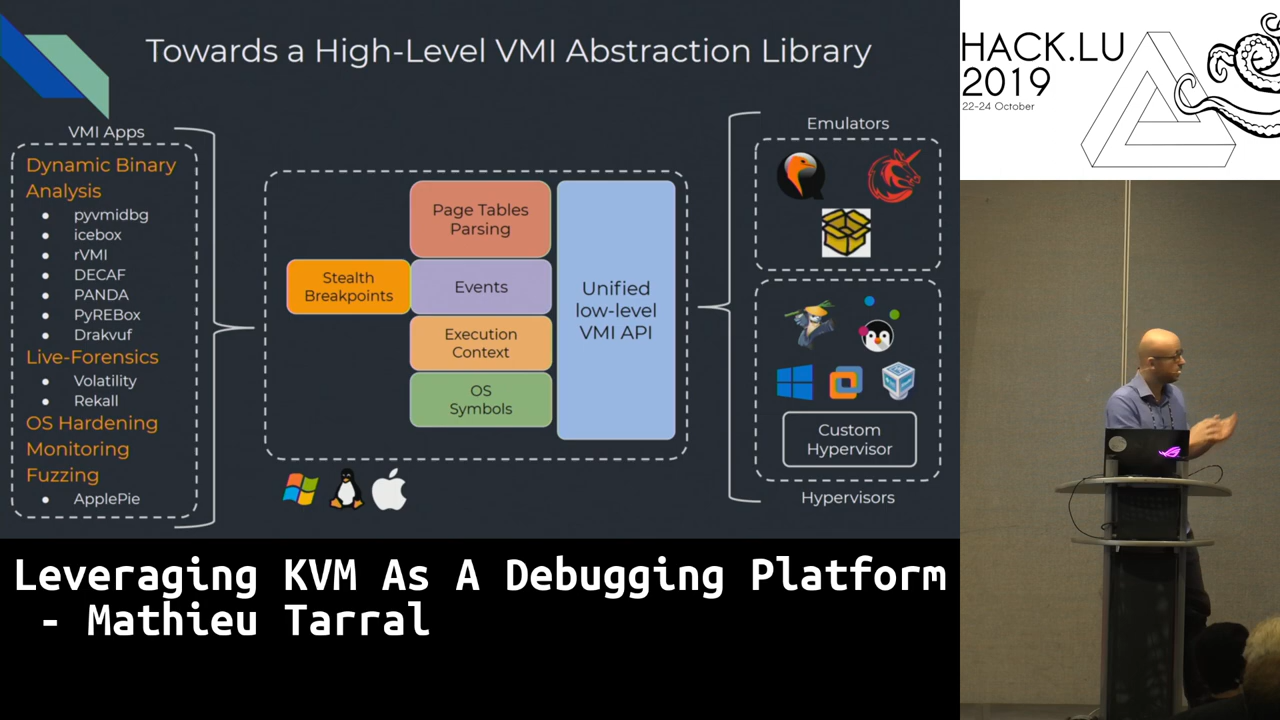 Towards a High-Level VMI Abstraction Library
VMI Apps
Dynamic Binary
Analysis
pyvmidbg
icebox
rVMI
DECAF
PANDA
PyREBox
Drakvuf
Live-Forensics
Volatility
Rekall
OS Hardening
Monitoring
Fuzzing
ApplePie
Stealth
Breakpoints
Page Tables
Parsing
Events
Execution
Context
OS
Symbols
Unified
low-level
VMI API
Emulators
Custom
Hypervisor
Hypervisors
HACK.LU
2019
22-24 October
Leveraging KVM As A Debugging Platform
- Mathieu Tarral